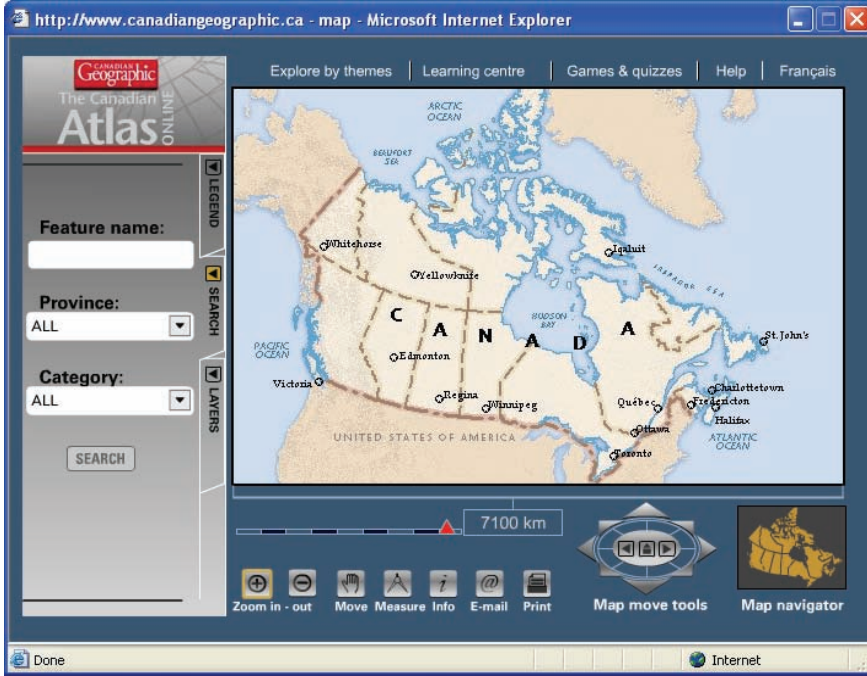 http://www.canadiangeographic.ca - map - Microsoft Internet Explorer
CANADIAN
Geographic
The Canadian
Atlas
ONLINE
Explore by themes | Learning centre | Games & quizzes | Help | Français
LEGEND
Feature name:
SEARCH
Province:
ALL
Category:
ALL
LAYERS
SEARCH
ARCTIC
OCEAN
BEAUFORT
SEA
Whitehorse
Iqaluit
Yellowknife
LABRADOR SEA
CANADA
HUDSON
BAY
PACIFIC
OCEAN
St. John's
Edmonton
Victoria
Charlottetown
Regina
Winnipeg
Québec
Fredericton
Halifax
Ottawa
UNITED STATES OF AMERICA
ATLANTIC
OCEAN
Toronto
7100 km
Zoom in - out
Move
Measure
Info
E-mail
Print
Map move tools
Map navigator
Done
Internet